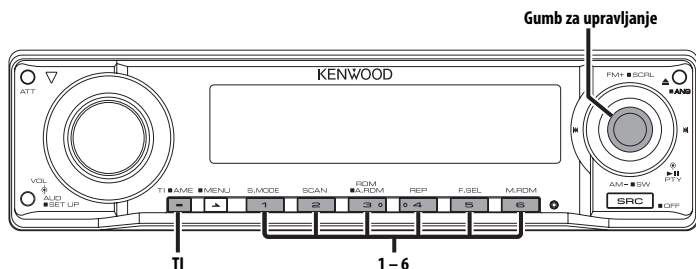 Gumb za upravljanje
KENWOOD
ATT
FM+ ■ SCRL
■ ANG
VOL
AUD
■ SET UP
TI ■ AME
■ MENU
S.MODE
SCAN
RDM
■ A.RDM
REP
F.SEL
M.RDM
1
2
3
4
5
6
PTY
AM− ■ SW
SRC
■ OFF
TI
1 – 6